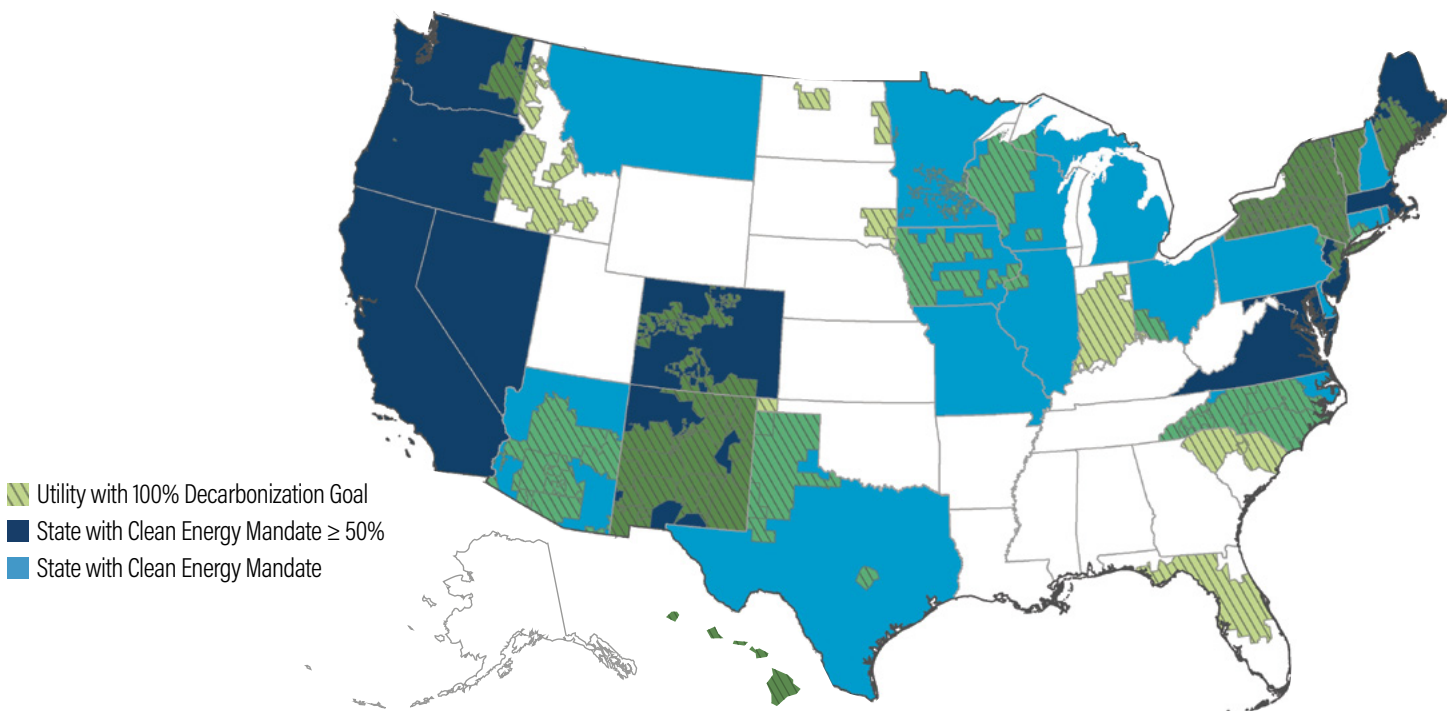 Utility with 100% Decarbonization Goal
State with Clean Energy Mandate ≥ 50%
State with Clean Energy Mandate